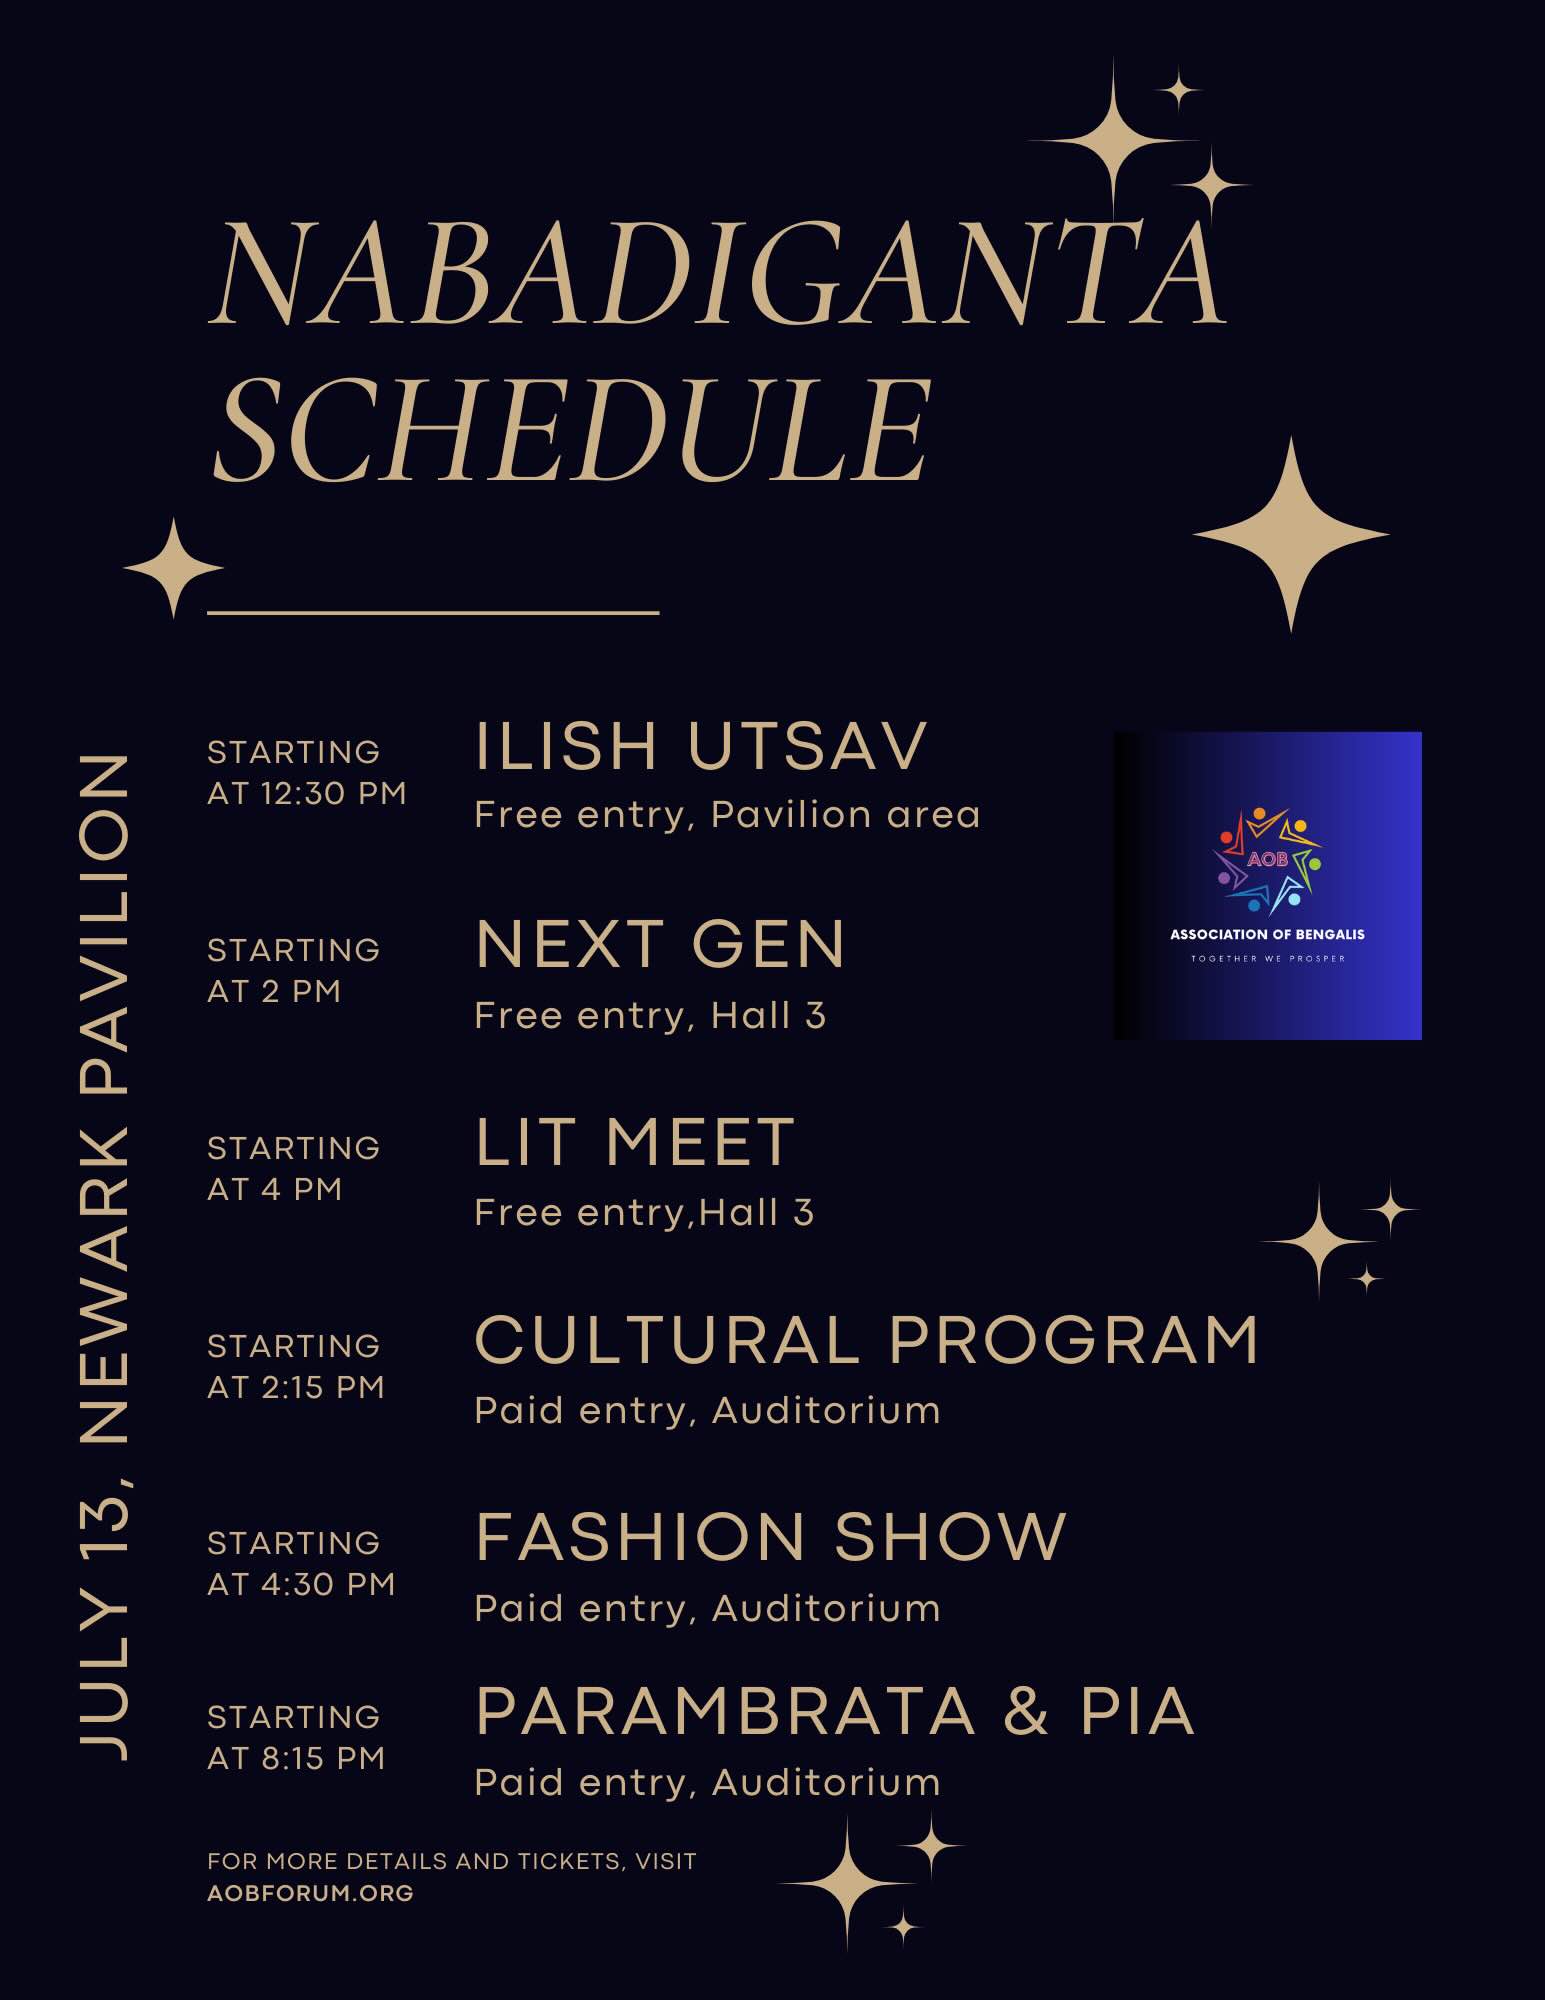 NABADIGANTA
SCHEDULE
JULY 13, NEWARK PAVILION
STARTING
AT 12:30 PM
ILISH UTSAV
Free entry, Pavilion area
STARTING
AT 2 PM
NEXT GEN
Free entry, Hall 3
STARTING
AT 4 PM
LIT MEET
Free entry,Hall 3
STARTING
AT 2:15 PM
CULTURAL PROGRAM
Paid entry, Auditorium
STARTING
AT 4:30 PM
FASHION SHOW
Paid entry, Auditorium
STARTING
AT 8:15 PM
PARAMBRATA & PIA
Paid entry, Auditorium
AOB
ASSOCIATION OF BENGALIS
TOGETHER WE PROSPER
FOR MORE DETAILS AND TICKETS, VISIT
AOBFORUM.ORG